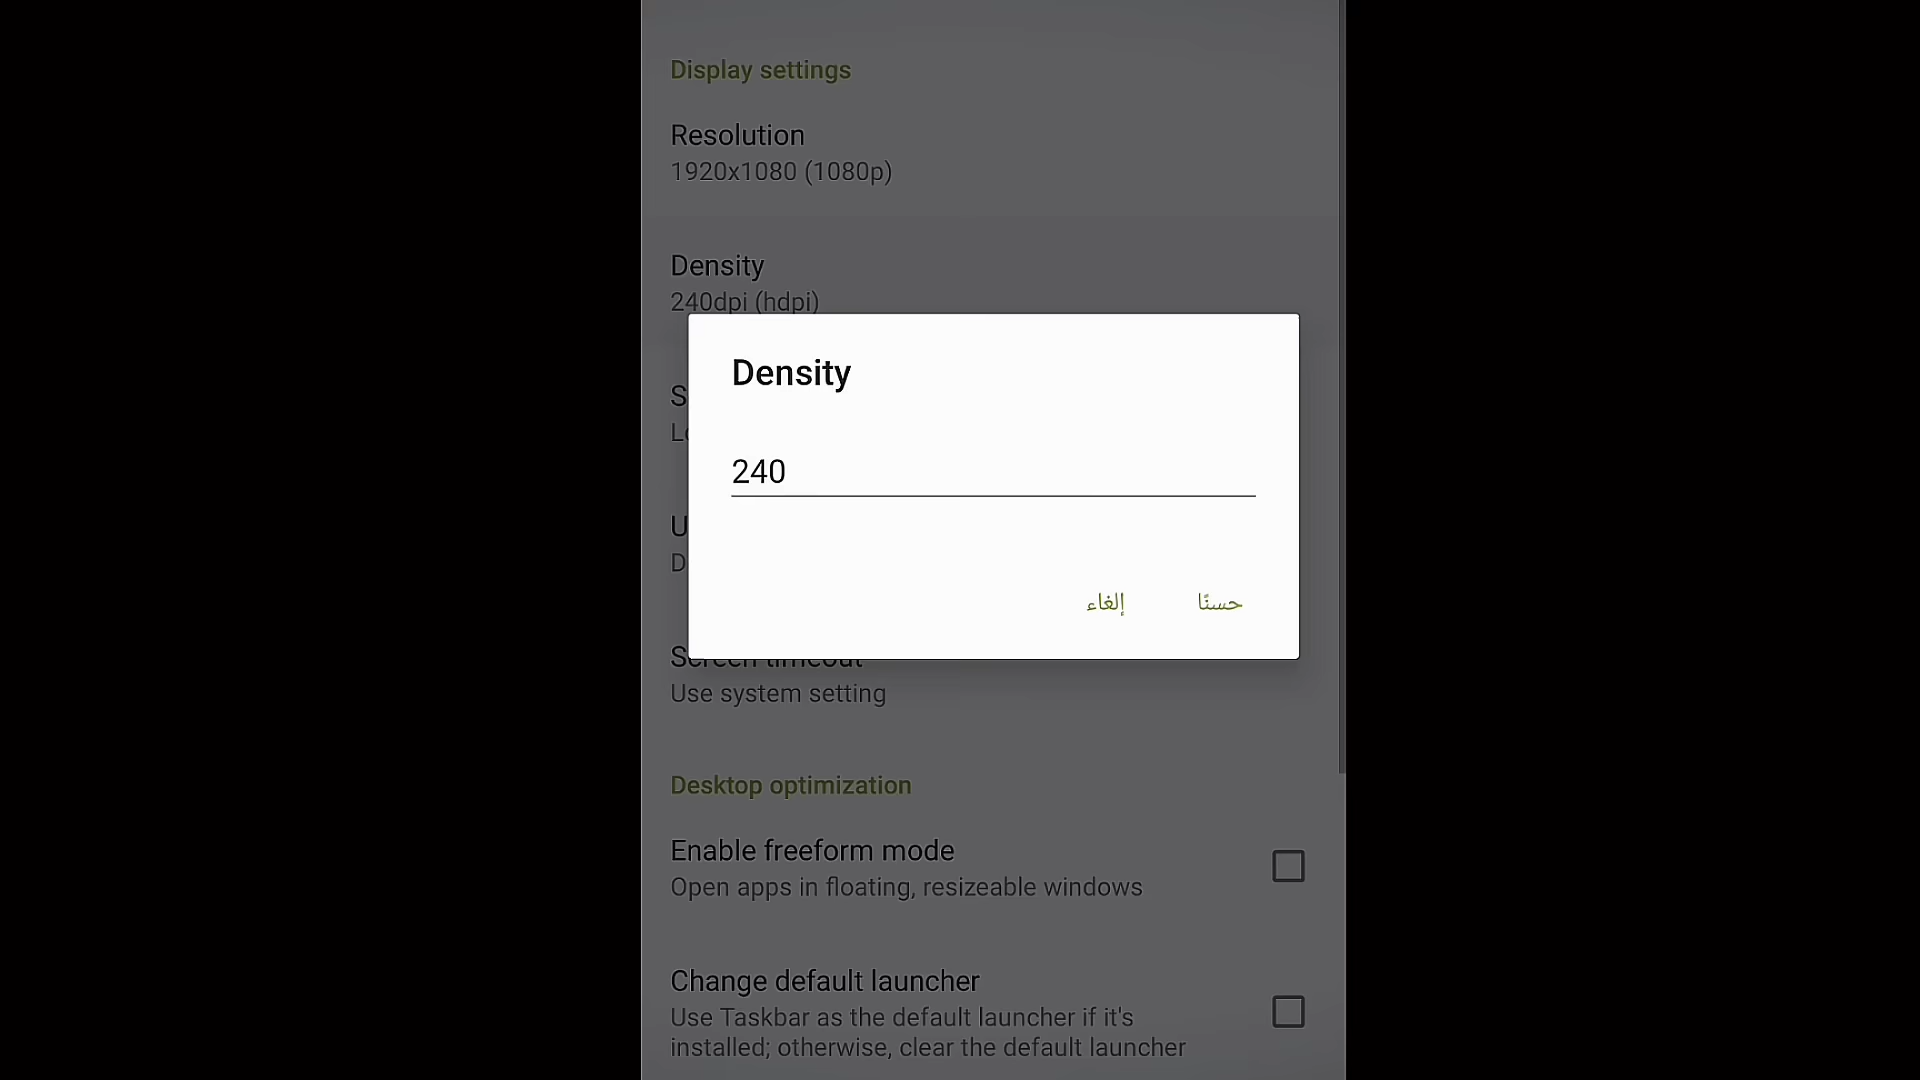 Display settings
Resolution
1920x1080 (1080p)
Density
240dpi (hdpi)
Density
240
إلغاء
حسنًا
S
L
U
D
Screen timeout
Use system setting
Desktop optimization
Enable freeform mode
Open apps in floating, resizeable windows
Change default launcher
Use Taskbar as the default launcher if it's
installed; otherwise, clear the default launcher